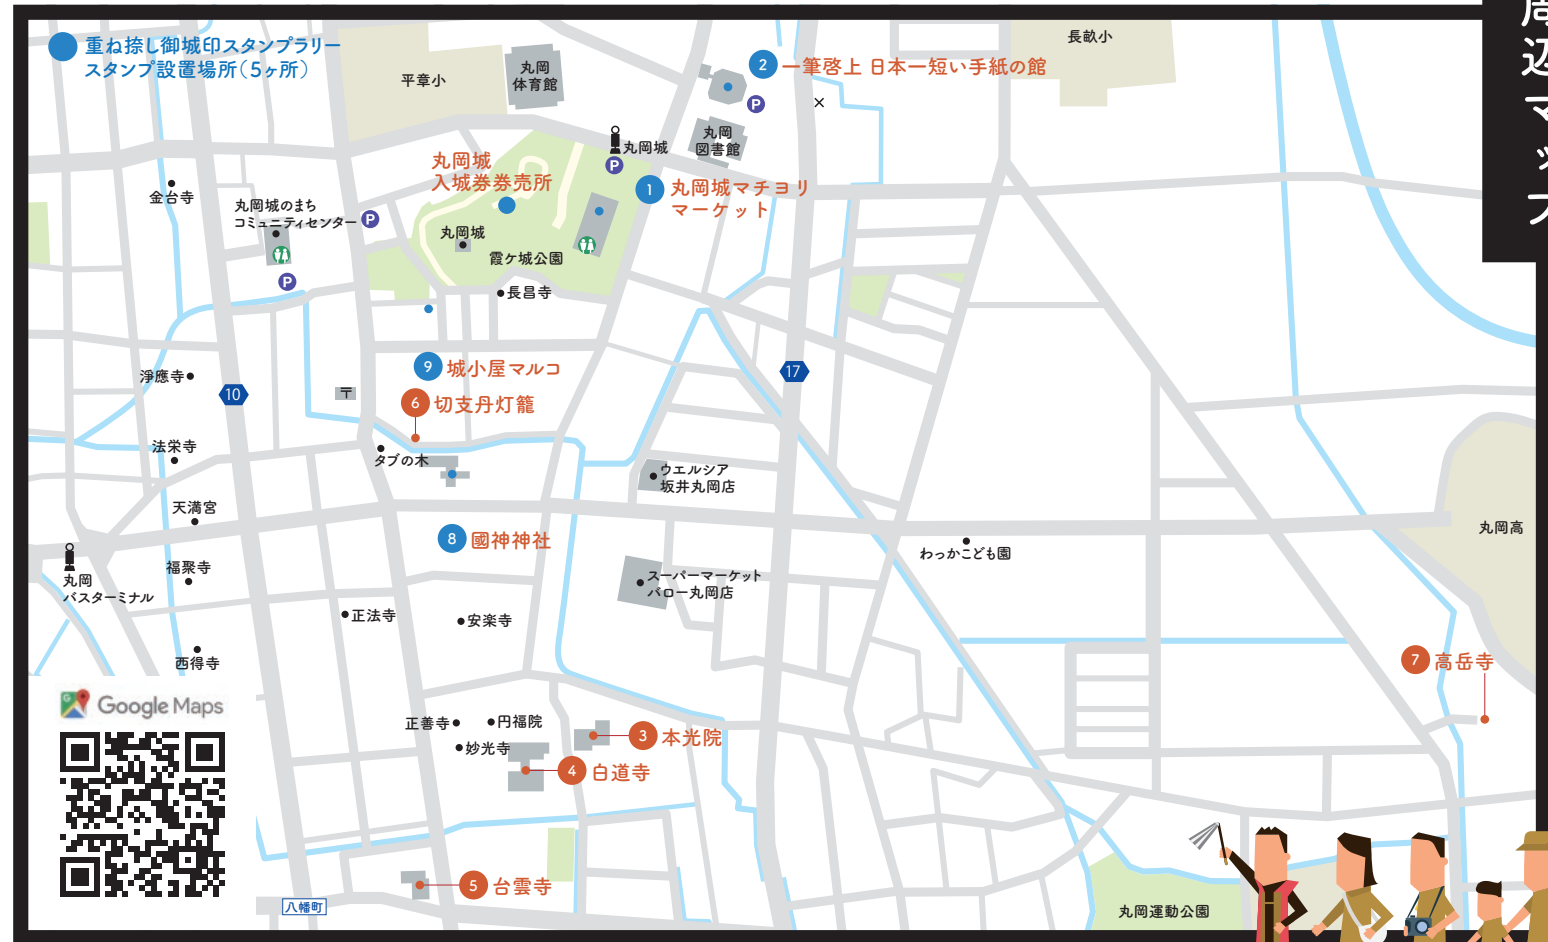 重ね捺し御城印スタンプラリー
スタンプ設置場所（5ヶ所）
周辺マップ
平章小
丸岡
体育館
2 一筆啓上 日本一短い手紙の館
P
長畝小
丸岡城
P
丸岡
図書館
丸岡城
入城券券売所
1 丸岡城マチヨリ
マーケット
金台寺
丸岡城のまち
コミュニティセンター
P
P
丸岡城
霞ケ城公園
長昌寺
9 城小屋マルコ
6 切支丹灯籠
浄應寺
10
〒
17
法栄寺
タブの木
ウエルシア
坂井丸岡店
天満宮
8 國神神社
わっかこども園
丸岡高
丸岡
バスターミナル
福聚寺
スーパーマーケット
バロー丸岡店
正法寺
安楽寺
西得寺
7 高岳寺
Google Maps
正善寺
円福院
妙光寺
3 本光院
4 白道寺
5 台雲寺
八幡町
丸岡運動公園